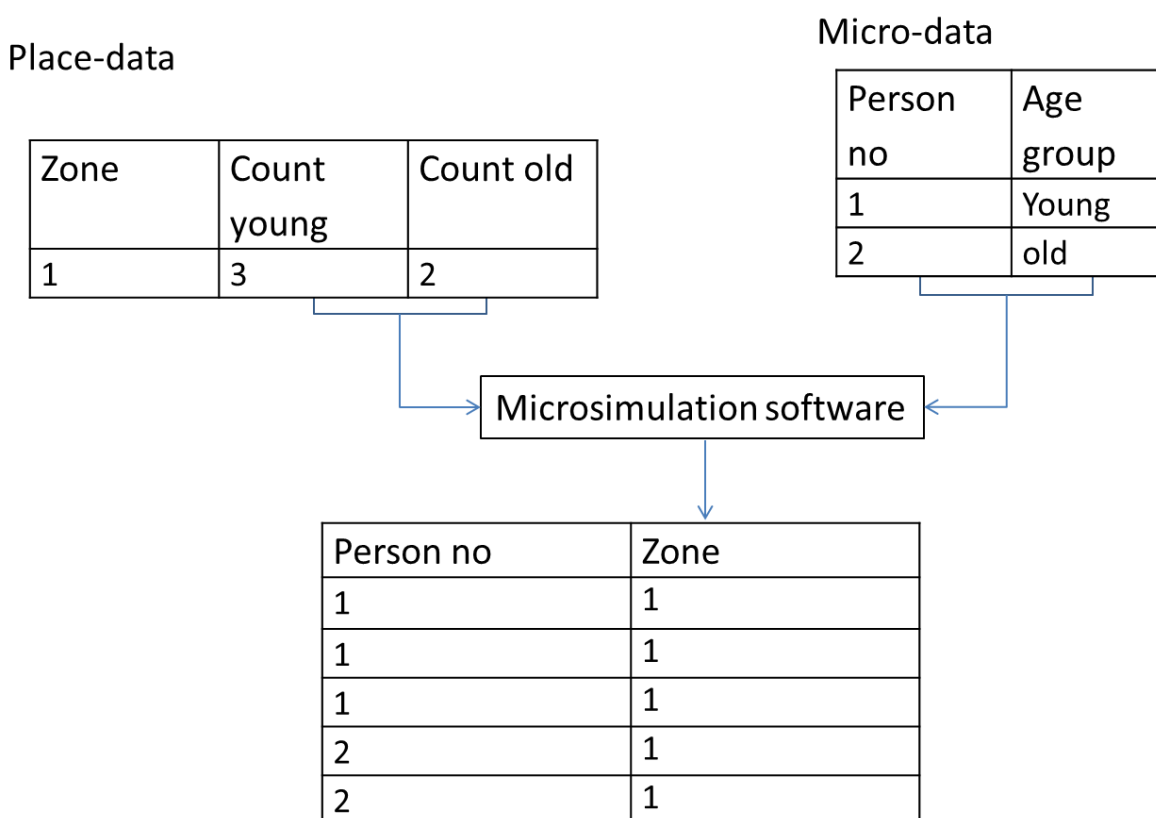 Micro-data
Place-data
Person no Age group
1 Young
2 old
Zone Count young Count old
1 3 2
Microsimulation software
Person no Zone
1 1
1 1
1 1
2 1
2 1